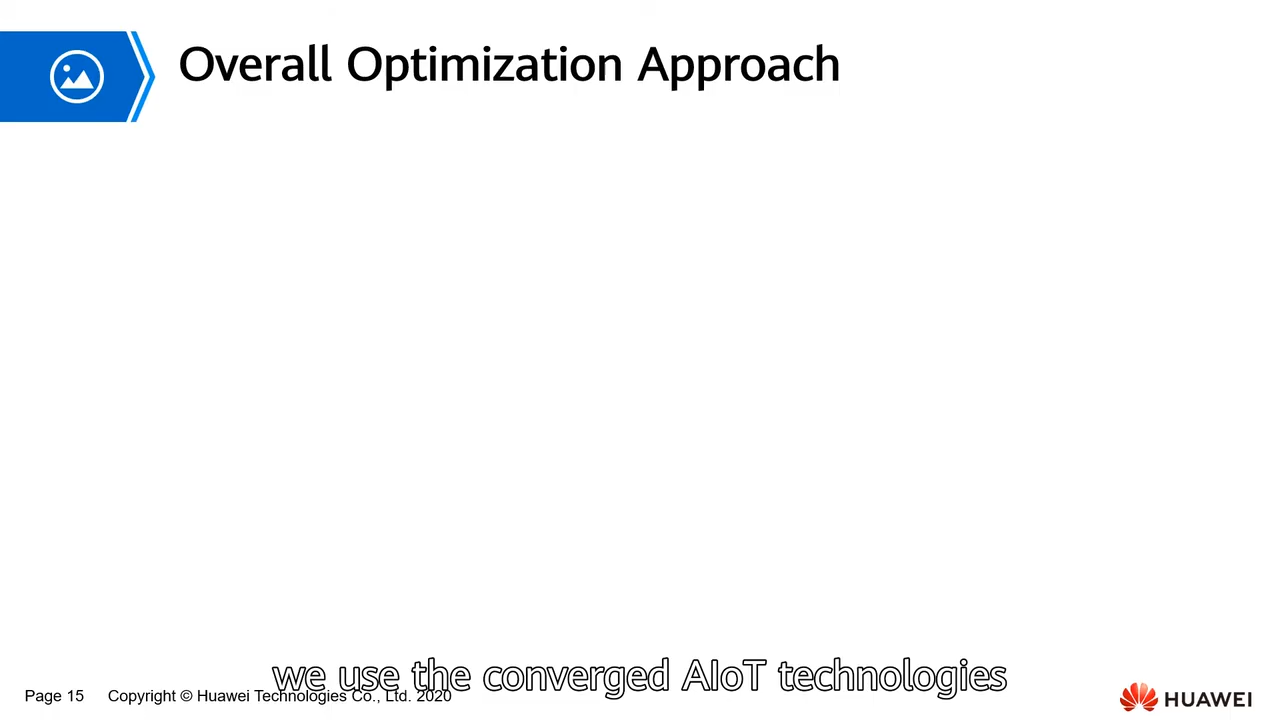 Overall Optimization Approach
we use the converged AIoT technologies
Page 15 Copyright © Huawei Technologies Co., Ltd. 2020
HUAWEI